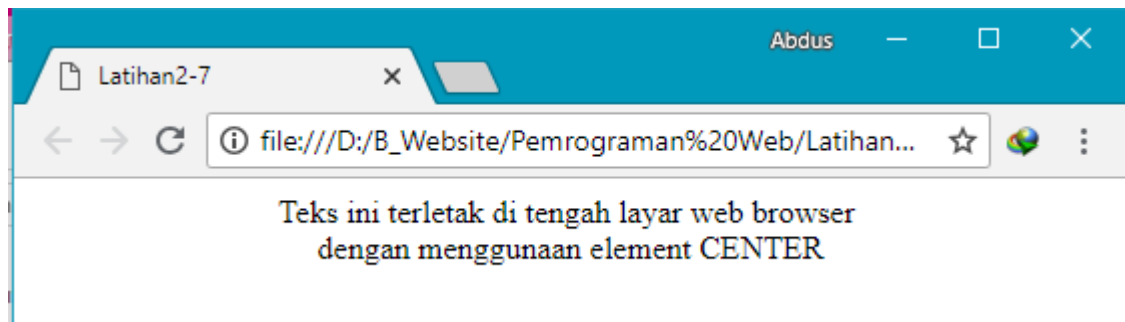 Abdus
Latihan2-7
file:///D:/B_Website/Pemrograman%20Web/Latihan...
Teks ini terletak di tengah layar web browser
dengan menggunaan element CENTER